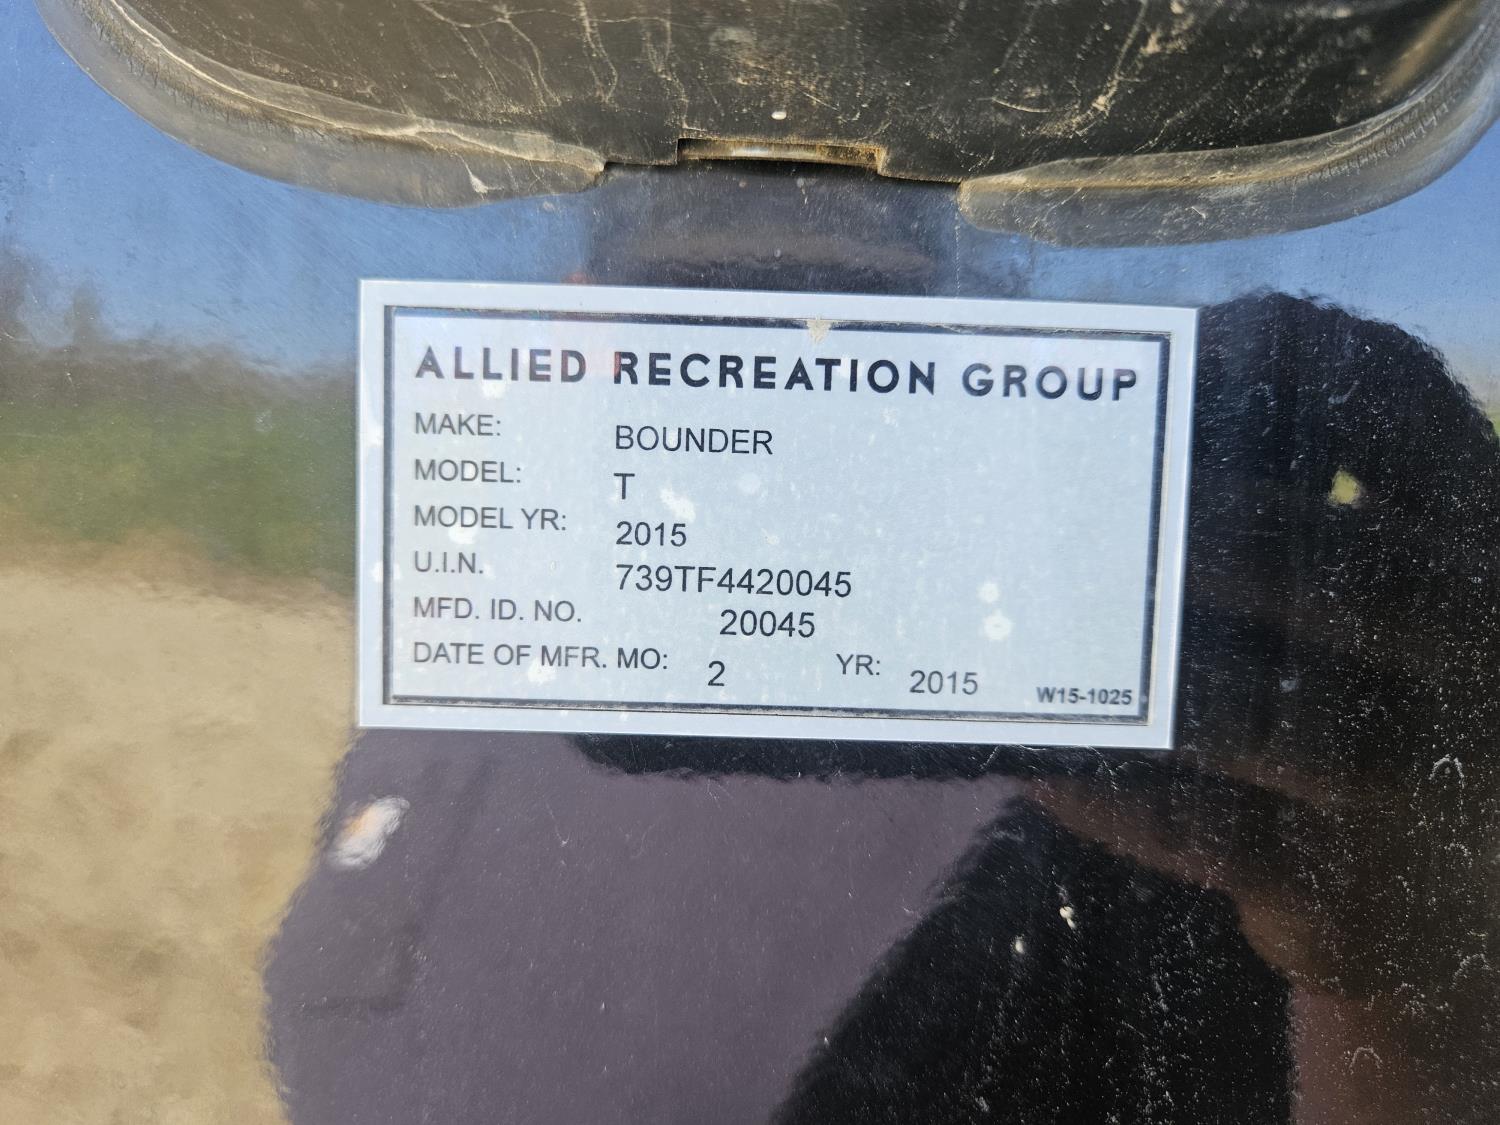 ALLIED RECREATION GROUP
MAKE: BOUNDER
MODEL: T
MODEL YR: 2015
U.I.N. 739TF4420045
MFD. ID. NO. 20045
DATE OF MFR. MO: 2 YR: 2015 W15-1025